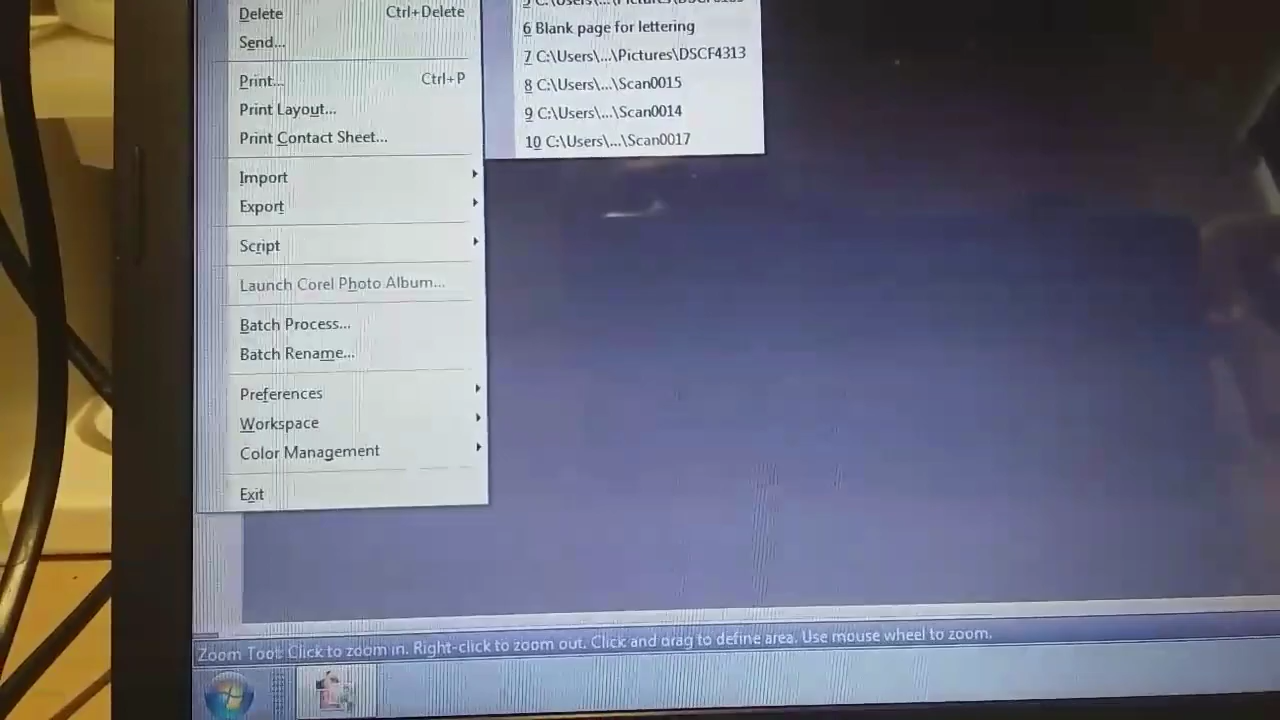 Delete Ctrl+Delete
Send...
Print... Ctrl+P
Print Layout...
Print Contact Sheet...
Import
Export
Script
Launch Corel Photo Album...
Batch Process...
Batch Rename...
Preferences
Workspace
Color Management
Exit
6 Blank page for lettering
7 C:\Users\...\Pictures\DSCF4313
8 C:\Users\...\Scan0015
9 C:\Users\...\Scan0014
10 C:\Users\...\Scan0017
Zoom Tool: Click to zoom in. Right-click to zoom out. Click and drag to define area. Use mouse wheel to zoom.